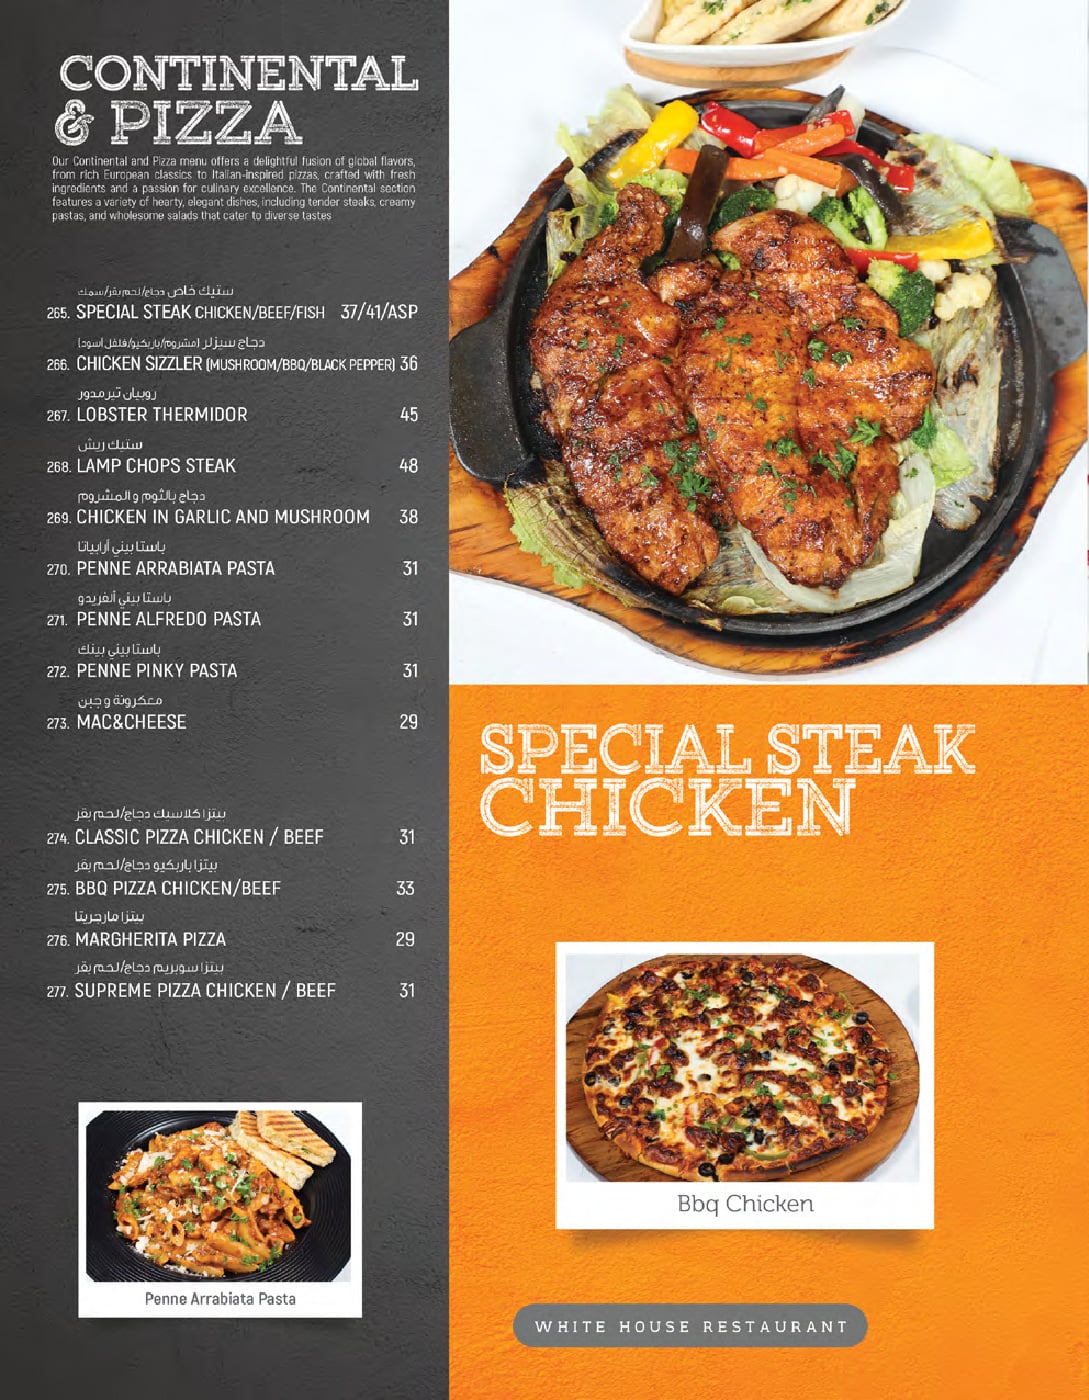 CONTINENTAL
& PIZZA
Our Continental and Pizza menu offers a delightful fusion of global flavors,
from rich European classics to Italian-inspired pizzas, crafted with fresh
ingredients and a passion for culinary excellence. The Continental section
features a variety of hearty, elegant dishes, including tender steaks, creamy
pastas, and wholesome salads that cater to diverse tastes
ستيك خاص دجاج/لحم بقر/سمك
265. SPECIAL STEAK CHICKEN/BEEF/FISH 37/41/ASP
دجاج سيزلر (مشروم/باربكيو/فلفل أسود)
266. CHICKEN SIZZLER (MUSHROOM/BBQ/BLACK PEPPER) 36
روبيان تيرمدور
267. LOBSTER THERMIDOR 45
ستيك ريش
268. LAMP CHOPS STEAK 48
دجاج بالثوم و المشروم
269. CHICKEN IN GARLIC AND MUSHROOM 38
باستا بيني أرابياتا
270. PENNE ARRABIATA PASTA 31
باستا بيني ألفريدو
271. PENNE ALFREDO PASTA 31
باستا بيني بينك
272. PENNE PINKY PASTA 31
معكرونة و جبن
273. MAC&CHEESE 29
بيتزا كلاسيك دجاج/لحم بقر
274. CLASSIC PIZZA CHICKEN / BEEF 31
بيتزا باربكيو دجاج/لحم بقر
275. BBQ PIZZA CHICKEN/BEEF 33
بيتزا مارجريتا
276. MARGHERITA PIZZA 29
بيتزا سوبريم دجاج/لحم بقر
277. SUPREME PIZZA CHICKEN / BEEF 31
Penne Arrabiata Pasta
SPECIAL STEAK
CHICKEN
Bbq Chicken
WHITE HOUSE RESTAURANT